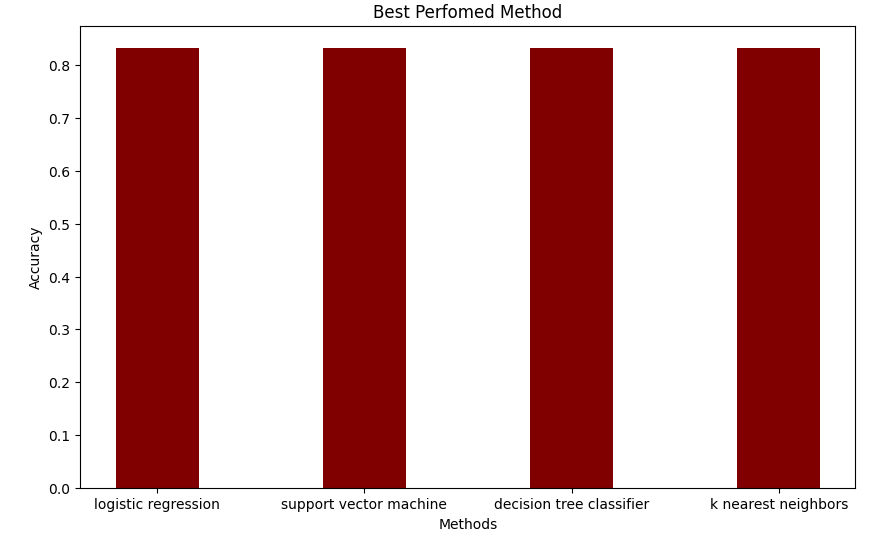 Best Perfomed Method
Accuracy
0.8
0.7
0.6
0.5
0.4
0.3
0.2
0.1
0.0
logistic regression
support vector machine
decision tree classifier
k nearest neighbors
Methods